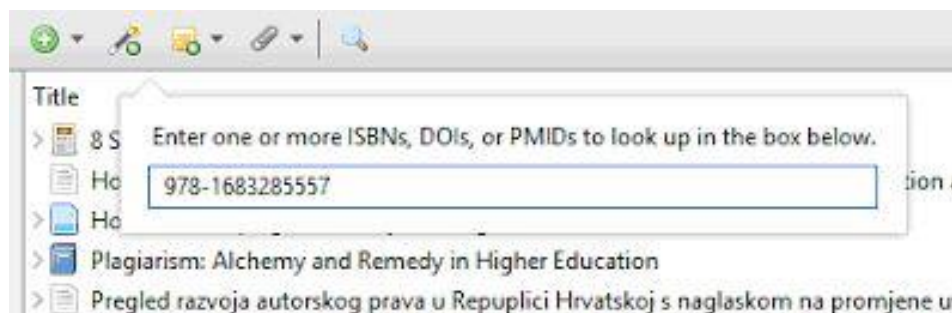 Title
8 S
Enter one or more ISBNs, DOIs, or PMIDs to look up in the box below.
Ho
978-1683285557
tion
Ho
Plagiarism: Alchemy and Remedy in Higher Education
Pregled razvoja autorskog prava u Republici Hrvatskoj s naglaskom na promjene u